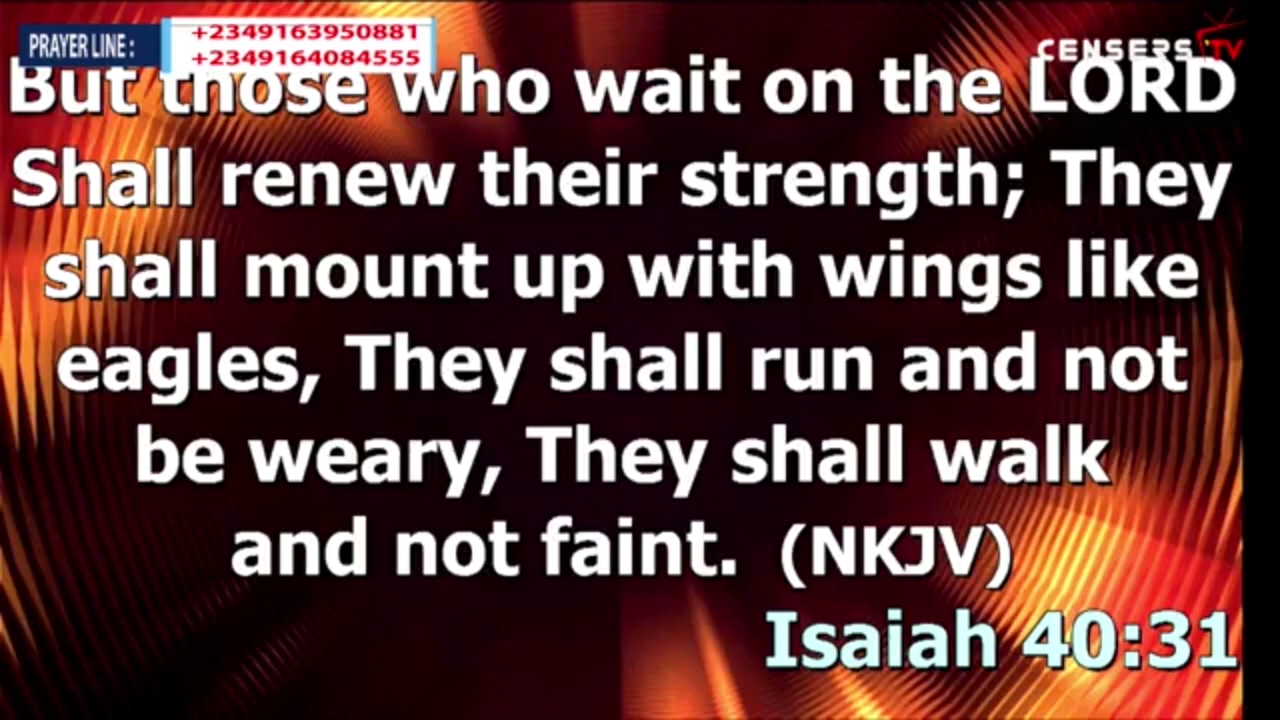 PRAYER LINE :
+2349163950881
+2349164084555
CENSERS TV
But those who wait on the LORD
Shall renew their strength; They
shall mount up with wings like
eagles, They shall run and not
be weary, They shall walk
and not faint. (NKJV)
Isaiah 40:31